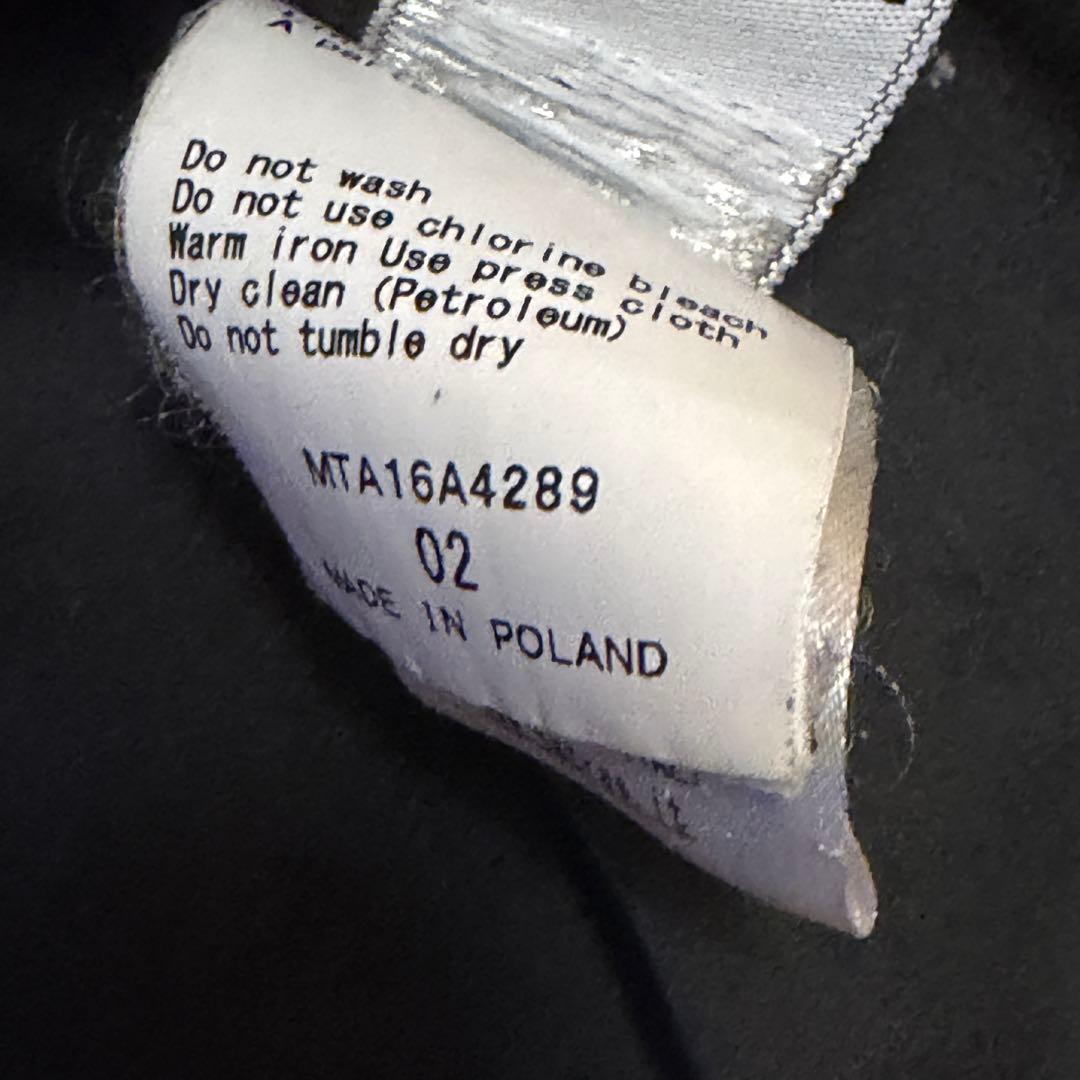 Do not wash
Do not use chlorine bleach
Warm iron Use press cloth
Dry clean (Petroleum)
Do not tumble dry
MTA16A4289
02
MADE IN POLAND